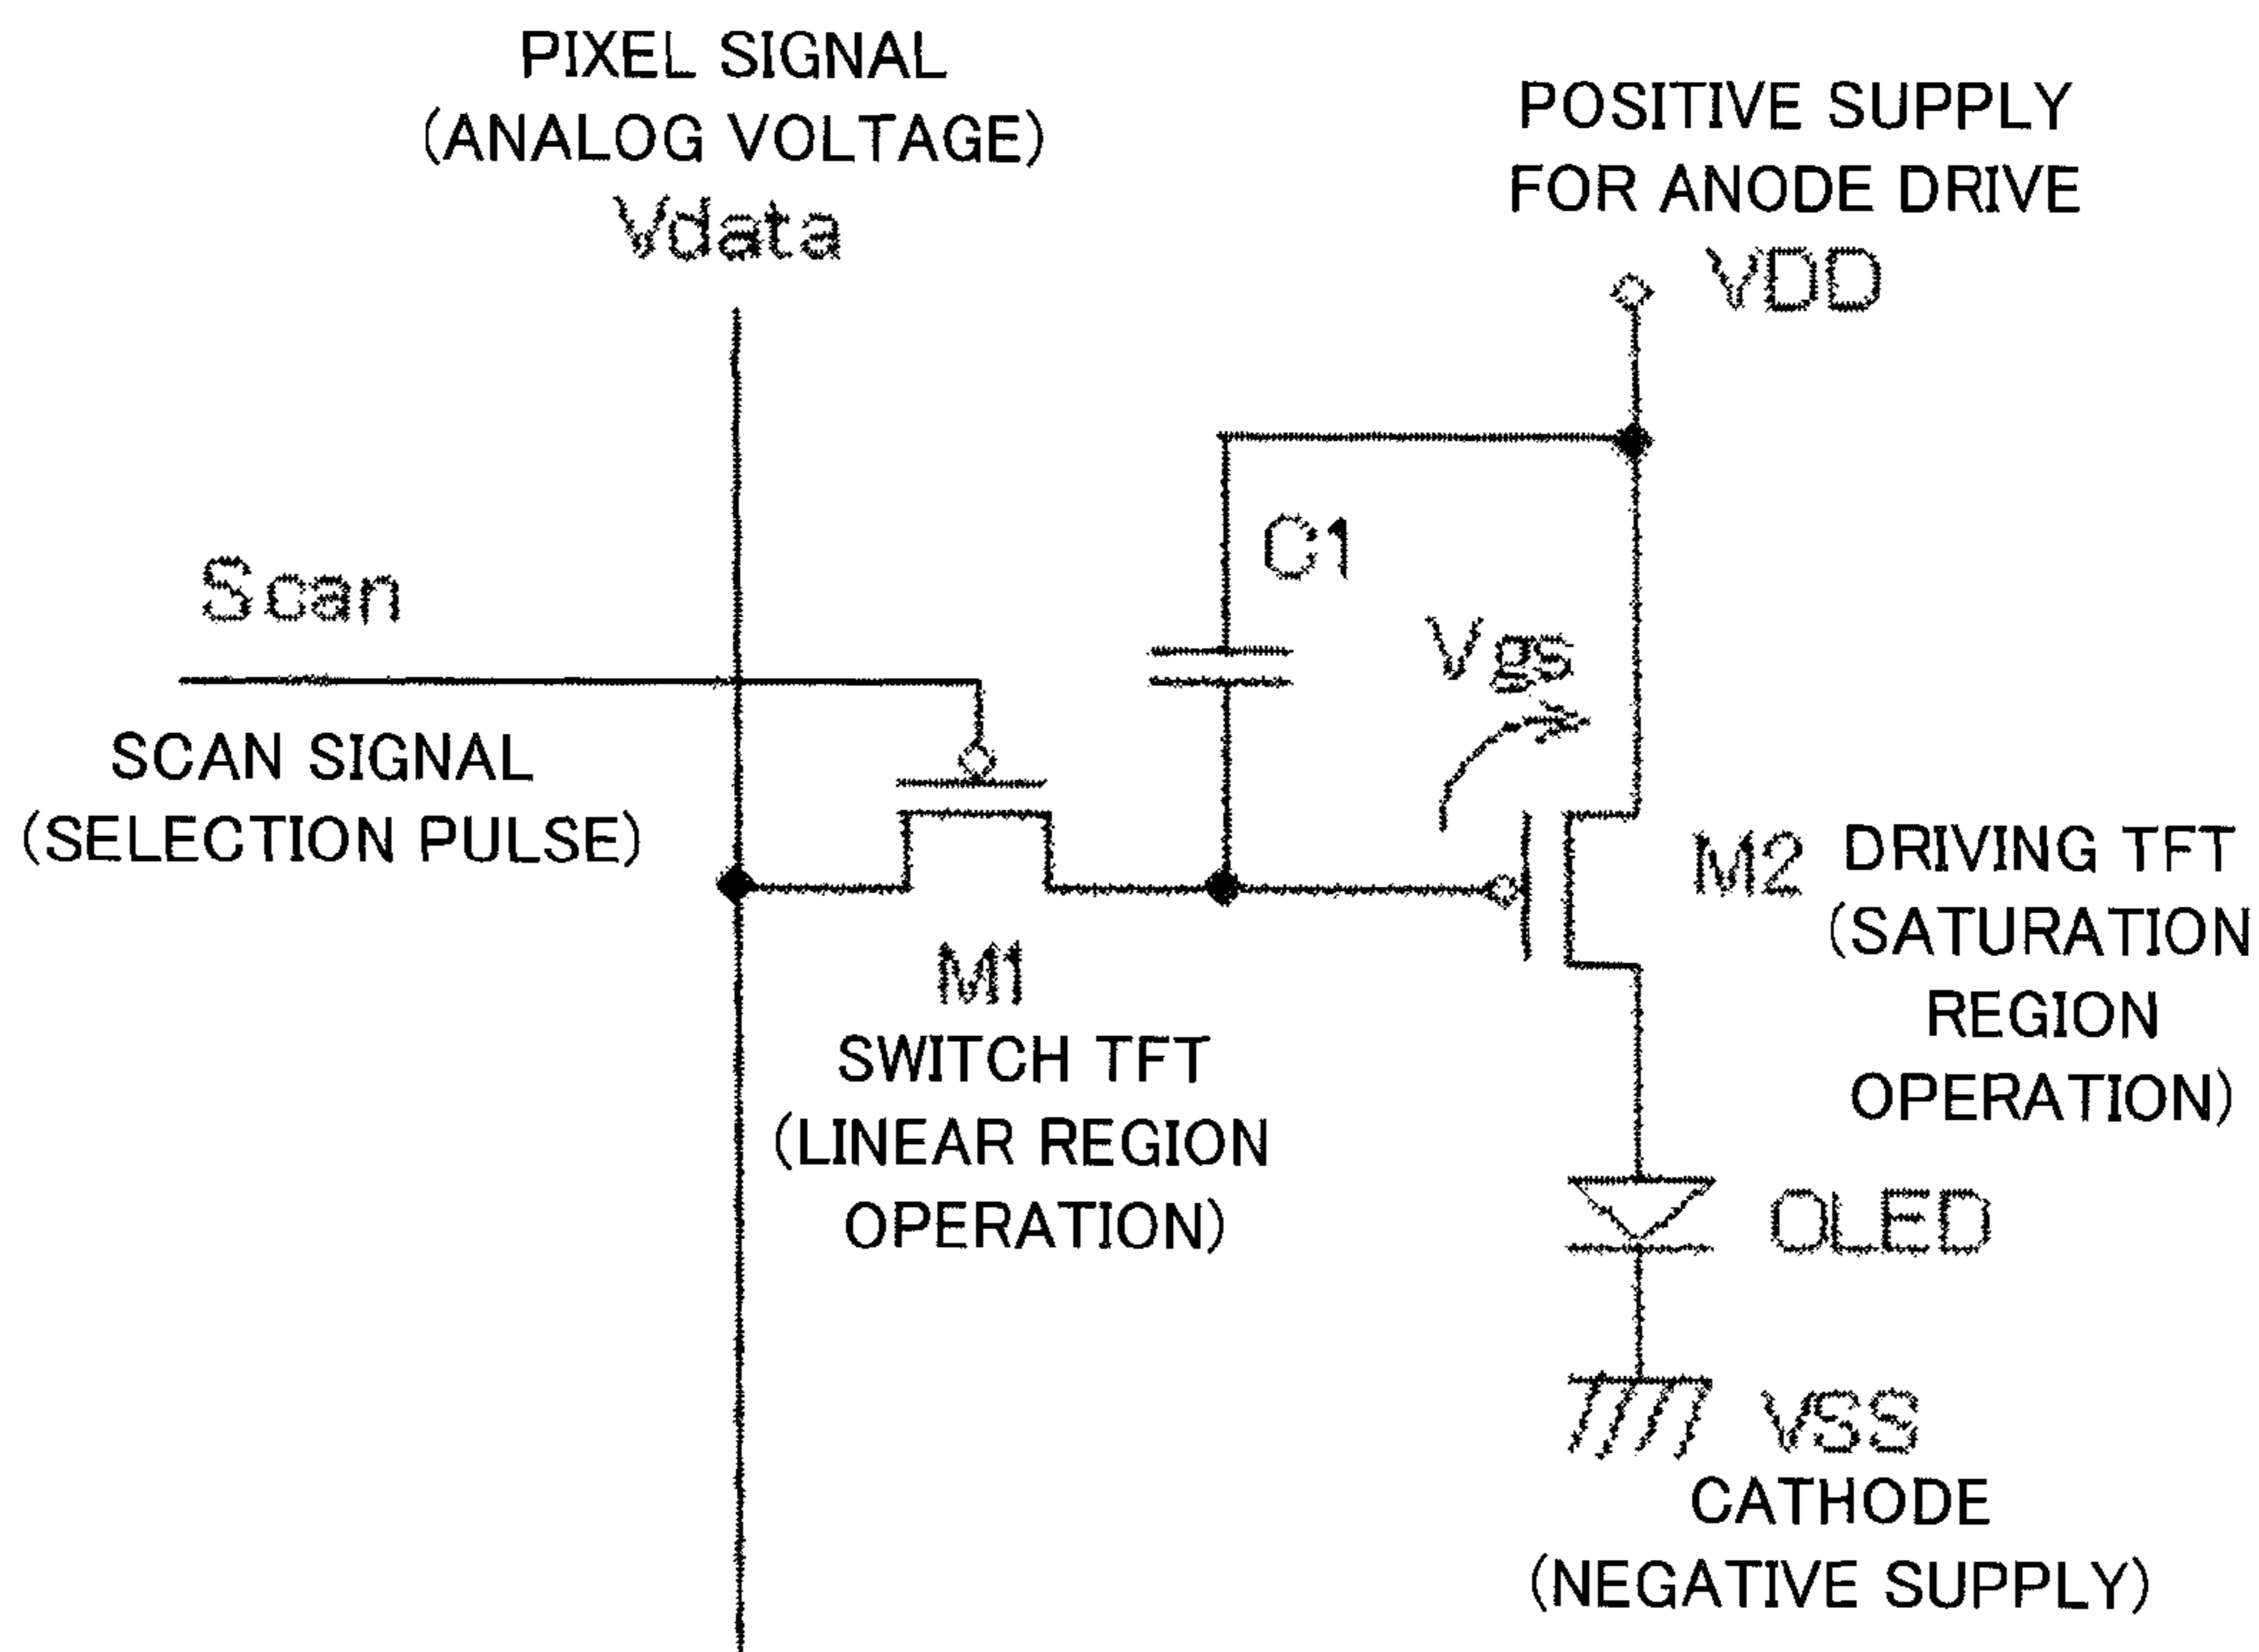 PIXEL SIGNAL
(ANALOG VOLTAGE)
Vdata
POSITIVE SUPPLY
FOR ANODE DRIVE
VDD
C1
Scan
Vgs
SCAN SIGNAL
(SELECTION PULSE)
M2 DRIVING TFT
(SATURATION
REGION
OPERATION)
M1
SWITCH TFT
(LINEAR REGION
OPERATION)
OLED
VSS
CATHODE
(NEGATIVE SUPPLY)